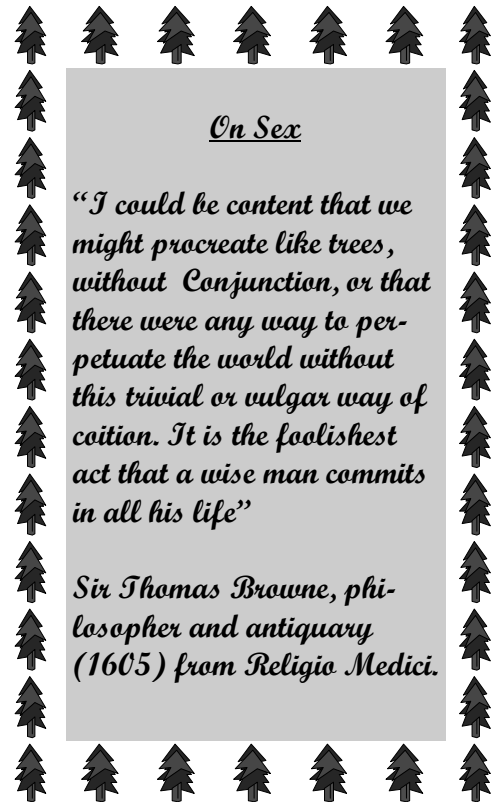 On Sex
“I could be content that we
might procreate like trees,
without Conjunction, or that
there were any way to per-
petuate the world without
this trivial or vulgar way of
coition. It is the foolishest
act that a wise man commits
in all his life”
Sir Thomas Browne, phi-
losopher and antiquary
(1605) from Religio Medici.